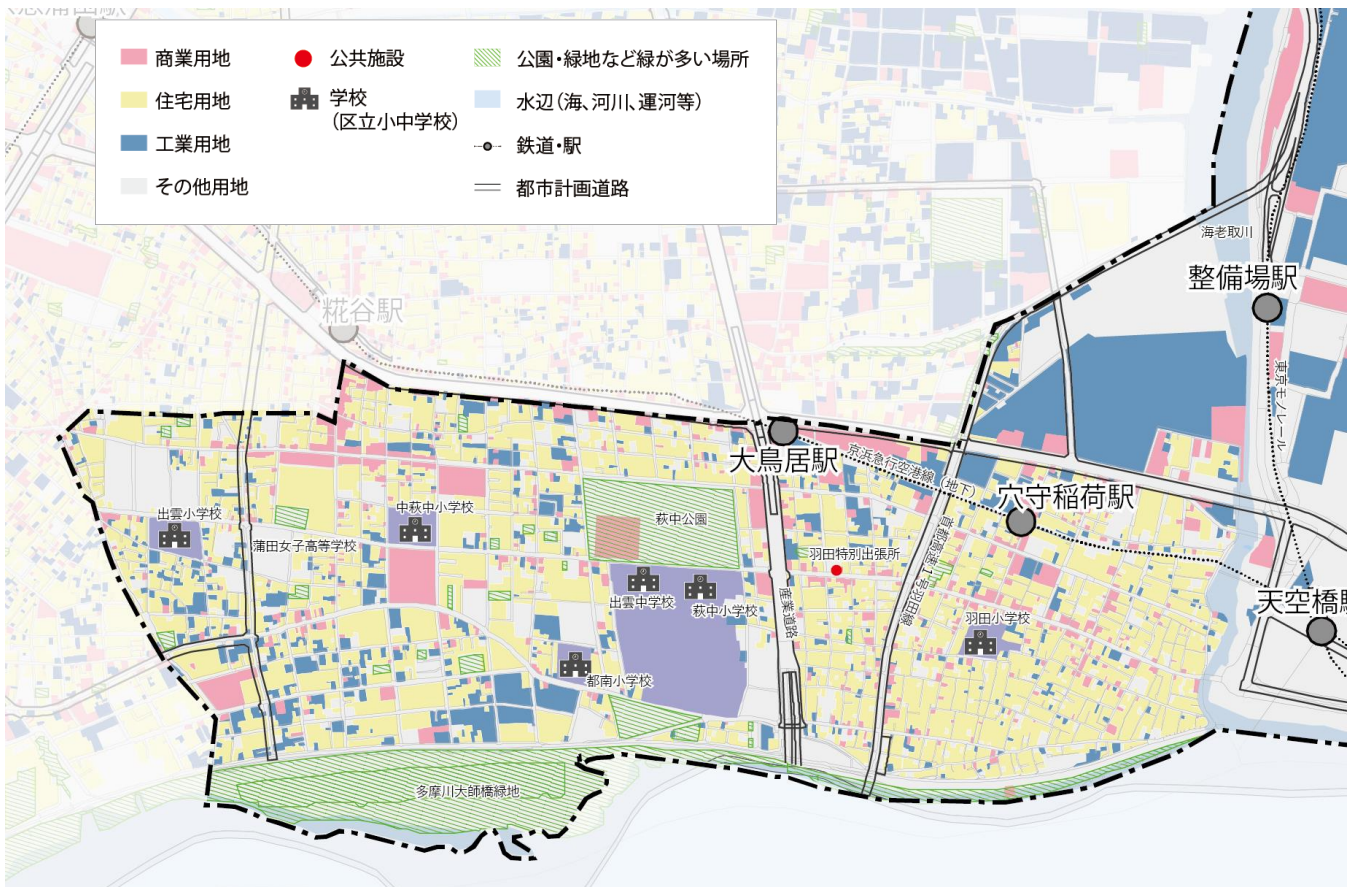 商業用地
住宅用地
工業用地
その他用地
公共施設
学校
(区立小中学校)
公園・緑地など緑が多い場所
水辺(海、河川、運河等)
鉄道・駅
都市計画道路
海老取川
整備場駅
糀谷駅
東京モノレール
大鳥居駅
京浜急行空港線(地下)
穴守稲荷駅
出雲小学校
中萩中小学校
萩中公園
蒲田女子高等学校
羽田特別出張所
首都高速1号羽田線
出雲中学校
萩中小学校
産業道路
羽田小学校
天空橋駅
都南小学校
多摩川大師橋緑地